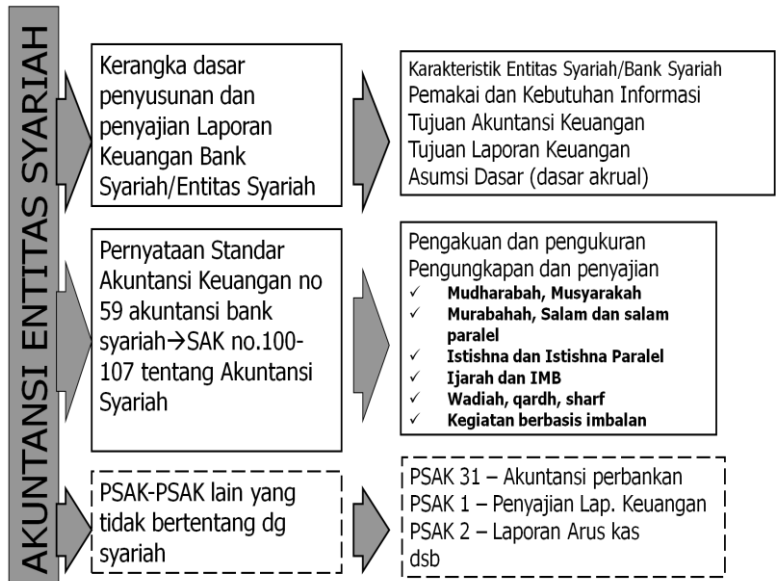 AKUNTANSI ENTITAS SYARIAH
Kerangka dasar
penyusunan dan
penyajian Laporan
Keuangan Bank
Syariah/Entitas Syariah
Karakteristik Entitas Syariah/Bank Syariah
Pemakai dan Kebutuhan Informasi
Tujuan Akuntansi Keuangan
Tujuan Laporan Keuangan
Asumsi Dasar (dasar akrual)
Pernyataan Standar
Akuntansi Keuangan no
59 akuntansi bank
syariah→SAK no.100-
107 tentang Akuntansi
Syariah
Pengakuan dan pengukuran
Pengungkapan dan penyajian
✓ Mudharabah, Musyarakah
✓ Murabahah, Salam dan salam
paralel
✓ Istishna dan Istishna Paralel
✓ Ijarah dan IMB
✓ Wadiah, qardh, sharf
✓ Kegiatan berbasis imbalan
PSAK-PSAK lain yang
tidak bertentang dg
syariah
PSAK 31 – Akuntansi perbankan
PSAK 1 – Penyajian Lap. Keuangan
PSAK 2 – Laporan Arus kas
dsb